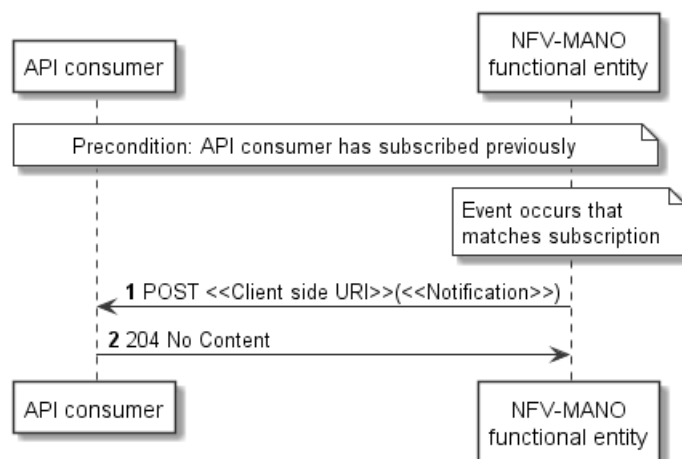 API consumer
NFV-MANO
functional entity
Precondition: API consumer has subscribed previously
Event occurs that
matches subscription
1 POST <<Client side URI>>(<<Notification>>)
2 204 No Content
API consumer
NFV-MANO
functional entity